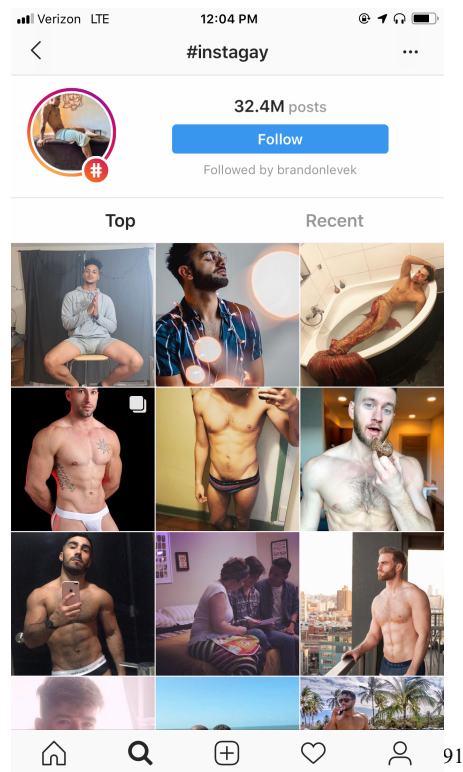 Verizon LTE 12:04 PM
#instagay
32.4M posts
Follow
Followed by brandonlevek
#
Top Recent
91